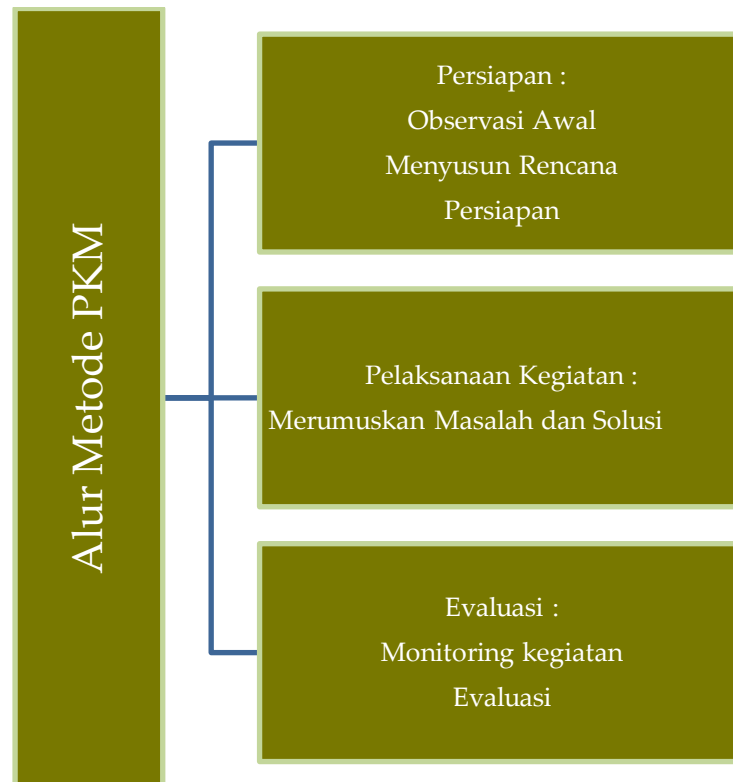 Alur Metode PKM
Persiapan :
Observasi Awal
Menyusun Rencana
Persiapan
Pelaksanaan Kegiatan :
Merumuskan Masalah dan Solusi
Evaluasi :
Monitoring kegiatan
Evaluasi